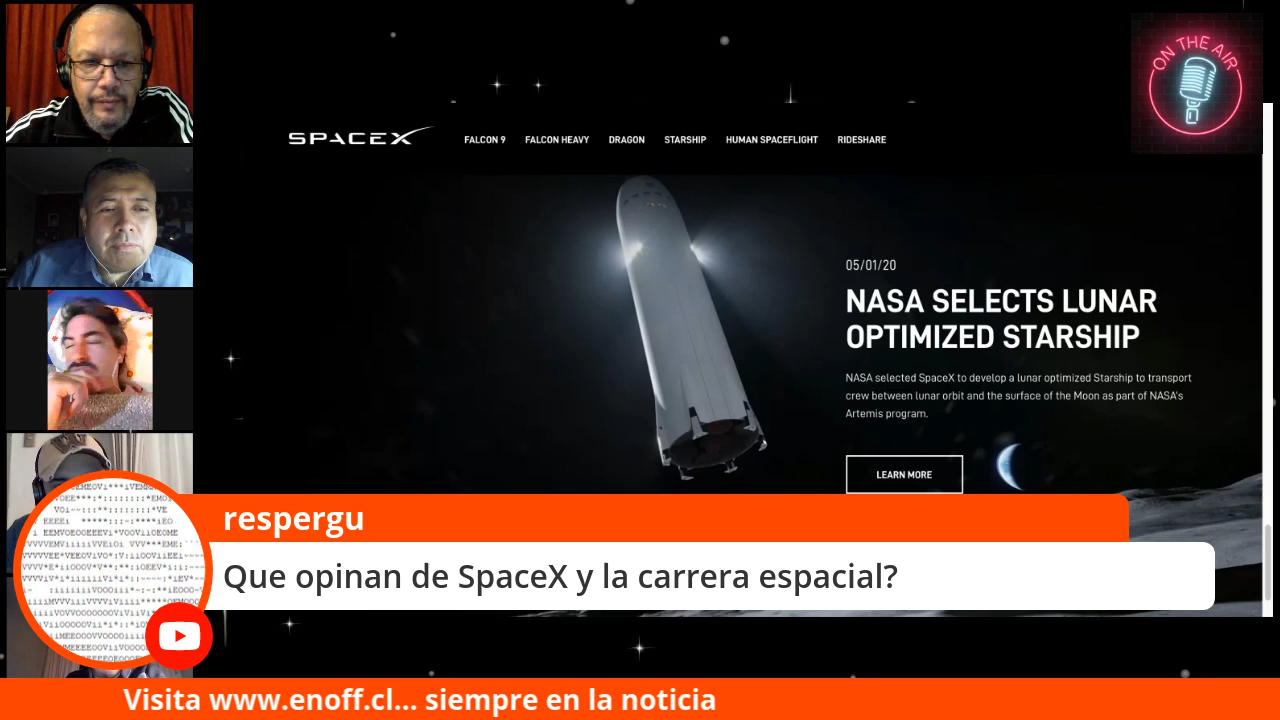 ON THE AIR
SPACEX
FALCON 9 FALCON HEAVY DRAGON STARSHIP HUMAN SPACEFLIGHT RIDESHARE
05/01/20
NASA SELECTS LUNAR
OPTIMIZED STARSHIP
NASA selected SpaceX to develop a lunar optimized Starship to transport
crew between lunar orbit and the surface of the Moon as part of NASA's
Artemis program.
LEARN MORE
respergu
Que opinan de SpaceX y la carrera espacial?
Visita www.enoff.cl... siempre en la noticia